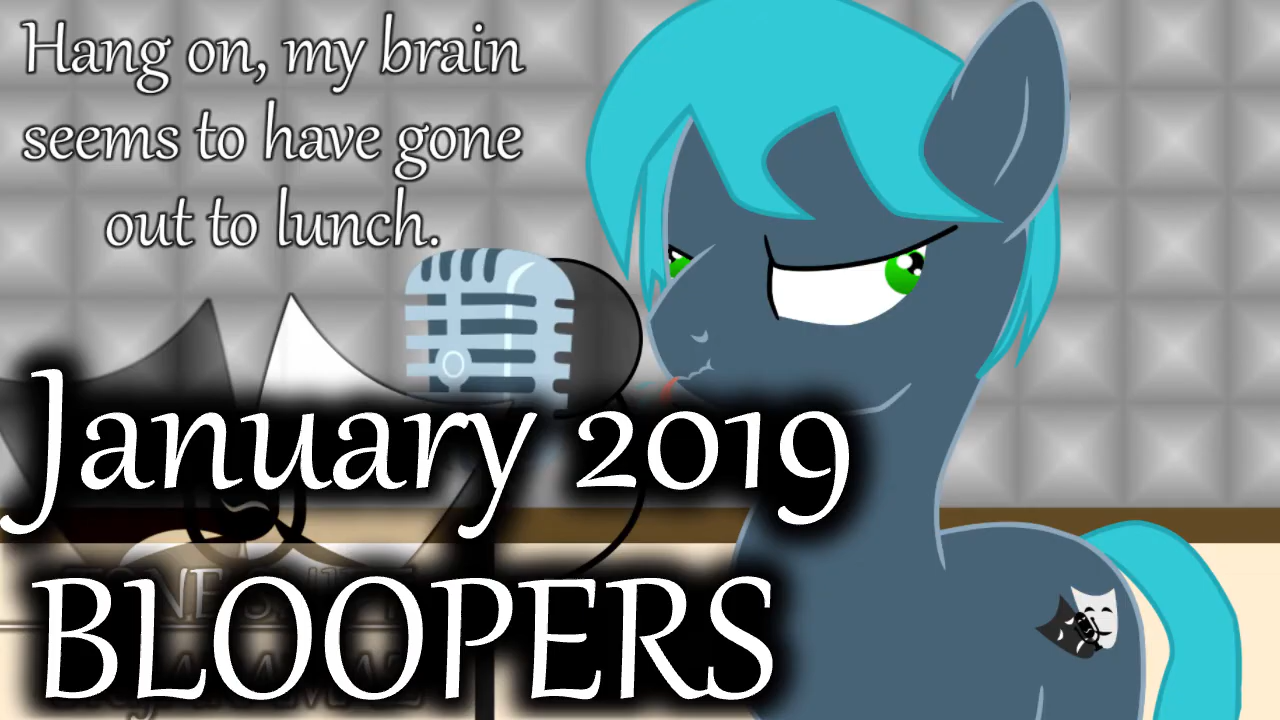 Hang on, my brain
seems to have gone
out to lunch.
January 2019
BLOOPERS